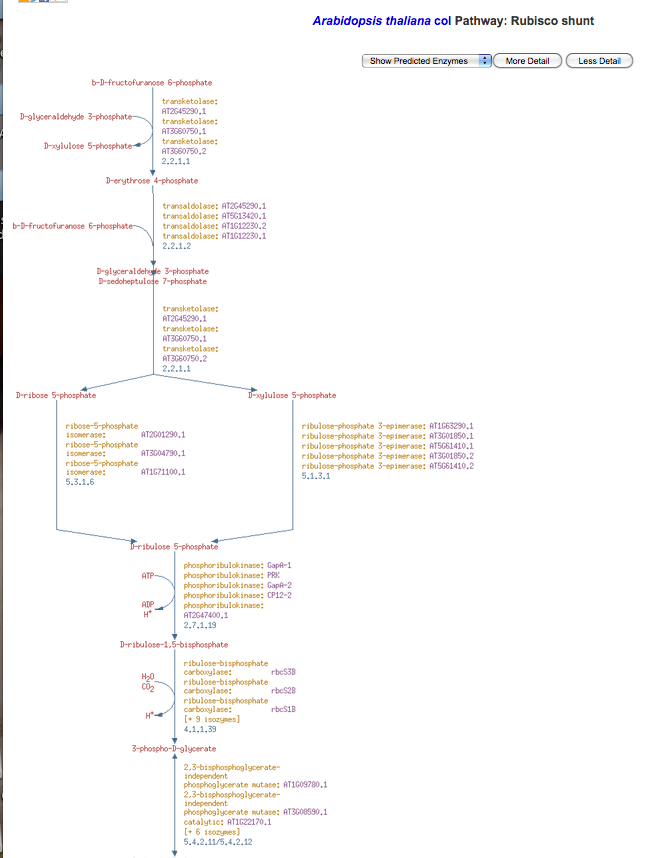 Arabidopsis thaliana col Pathway: Rubisco shunt
Show Predicted Enzymes
More Detail
Less Detail
b-D-fructofuranose 6-phosphate
transketolase:
D-glyceraldehyde 3-phosphate
AT2G45290.1
transketolase:
AT3G60750.1
D-xylulose 5-phosphate
transketolase:
AT3G60750.2
2.2.1.1
D-erythrose 4-phosphate
transaldolase: AT2G45290.1
transaldolase: AT5G13420.1
b-D-fructofuranose 6-phosphate
transaldolase: AT1G12230.2
transaldolase: AT1G12230.1
2.2.1.2
D-glyceraldehyde 3-phosphate
D-sedoheptulose 7-phosphate
transketolase:
AT2G45290.1
transketolase:
AT3G60750.1
transketolase:
AT3G60750.2
2.2.1.1
D-ribose 5-phosphate
D-xylulose 5-phosphate
ribose-5-phosphate
isomerase: AT2G01290.1
ribose-5-phosphate
isomerase: AT3G04790.1
ribose-5-phosphate
isomerase: AT1G71100.1
5.3.1.6
ribulose-phosphate 3-epimerase: AT1G63290.1
ribulose-phosphate 3-epimerase: AT3G01850.1
ribulose-phosphate 3-epimerase: AT5G61410.1
ribulose-phosphate 3-epimerase: AT3G01850.2
ribulose-phosphate 3-epimerase: AT5G61410.2
5.1.3.1
D-ribulose 5-phosphate
phosphoribulokinase: GapA-1
ATP
phosphoribulokinase: PRK
phosphoribulokinase: GapA-2
phosphoribulokinase: CP12-2
ADP
phosphoribulokinase:
H+
AT2G47400.1
2.7.1.19
D-ribulose-1,5-bisphosphate
ribulose-bisphosphate
carboxylase: rbcS3B
H2O
ribulose-bisphosphate
CO2
carboxylase: rbcS2B
ribulose-bisphosphate
carboxylase: rbcS1B
H+
[+ 9 isozymes]
4.1.1.39
3-phospho-D-glycerate
2,3-bisphosphoglycerate-
independent
phosphoglycerate mutase: AT1G09780.1
2,3-bisphosphoglycerate-
independent
phosphoglycerate mutase: AT3G08590.1
catalytic: AT1G22170.1
[+ 6 isozymes]
5.4.2.11/5.4.2.12